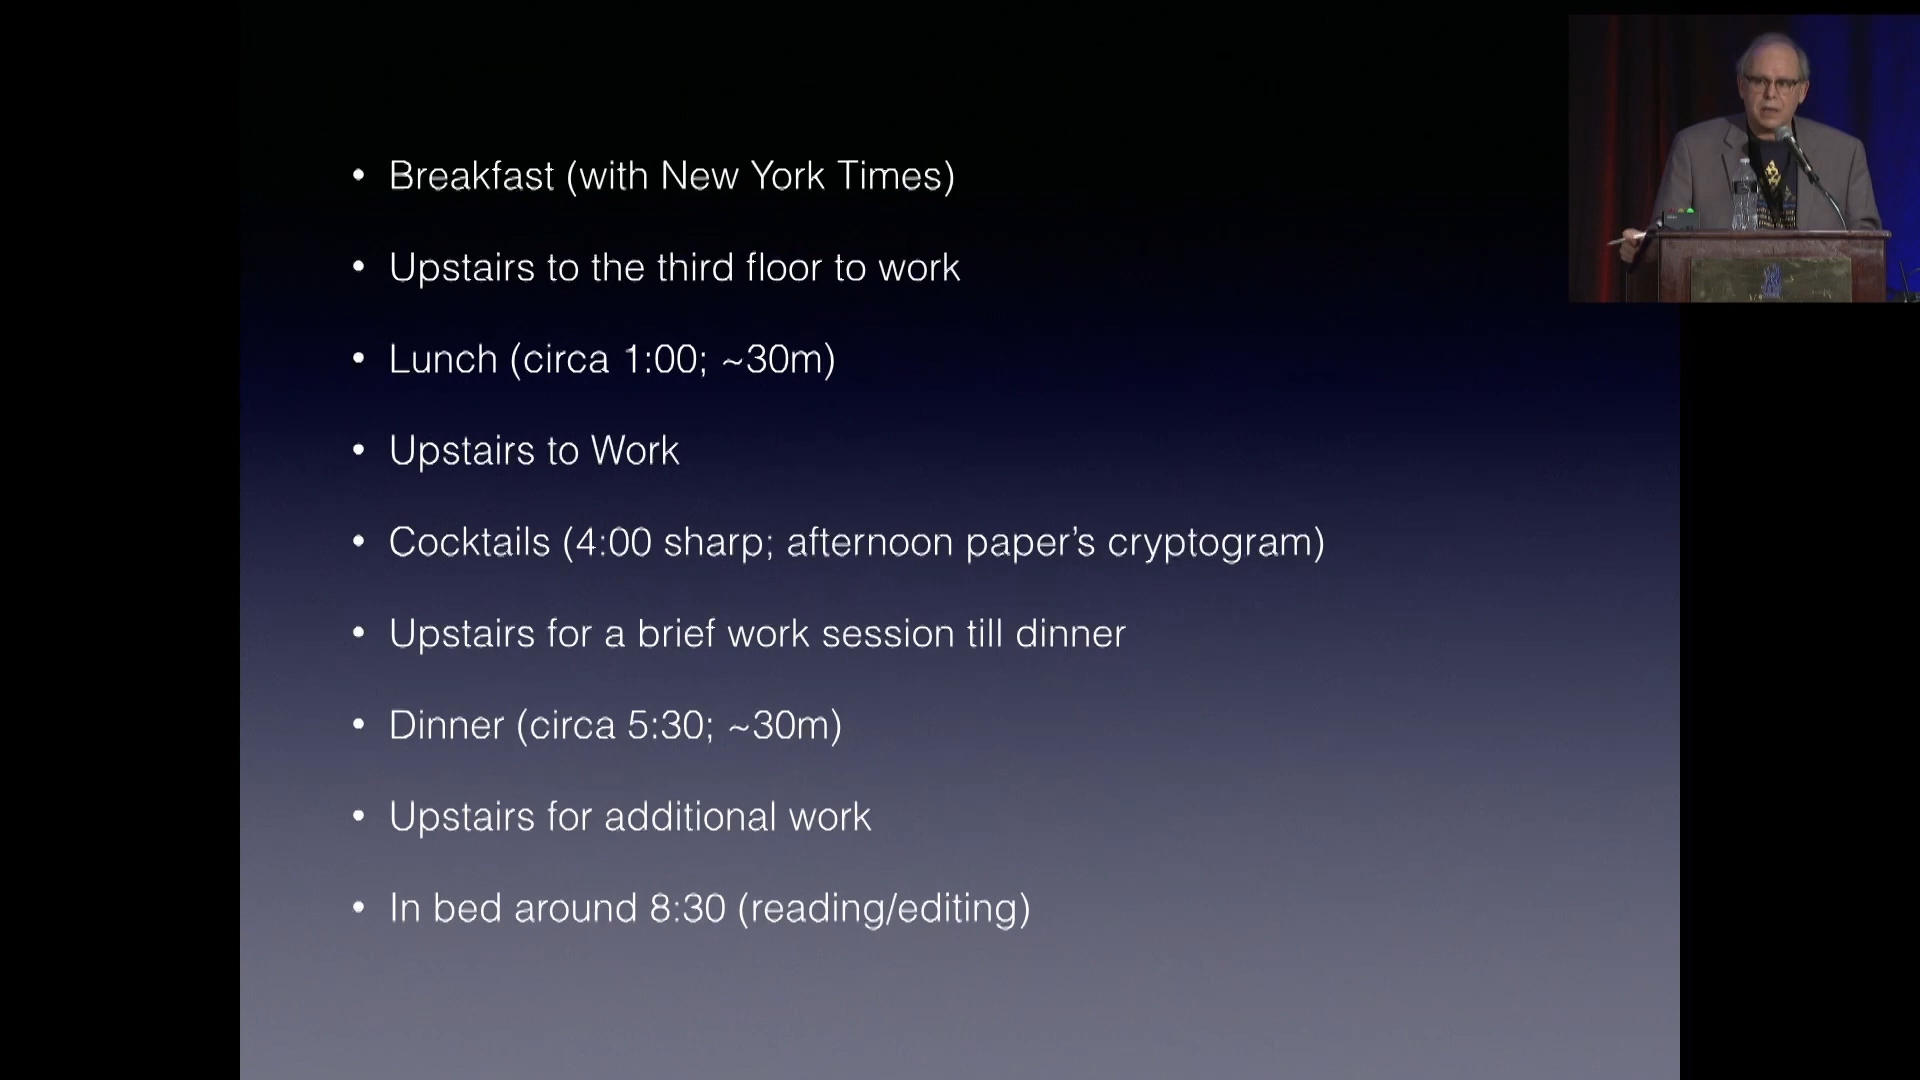 • Breakfast (with New York Times)
• Upstairs to the third floor to work
• Lunch (circa 1:00; ~30m)
• Upstairs to Work
• Cocktails (4:00 sharp; afternoon paper’s cryptogram)
• Upstairs for a brief work session till dinner
• Dinner (circa 5:30; ~30m)
• Upstairs for additional work
• In bed around 8:30 (reading/editing)